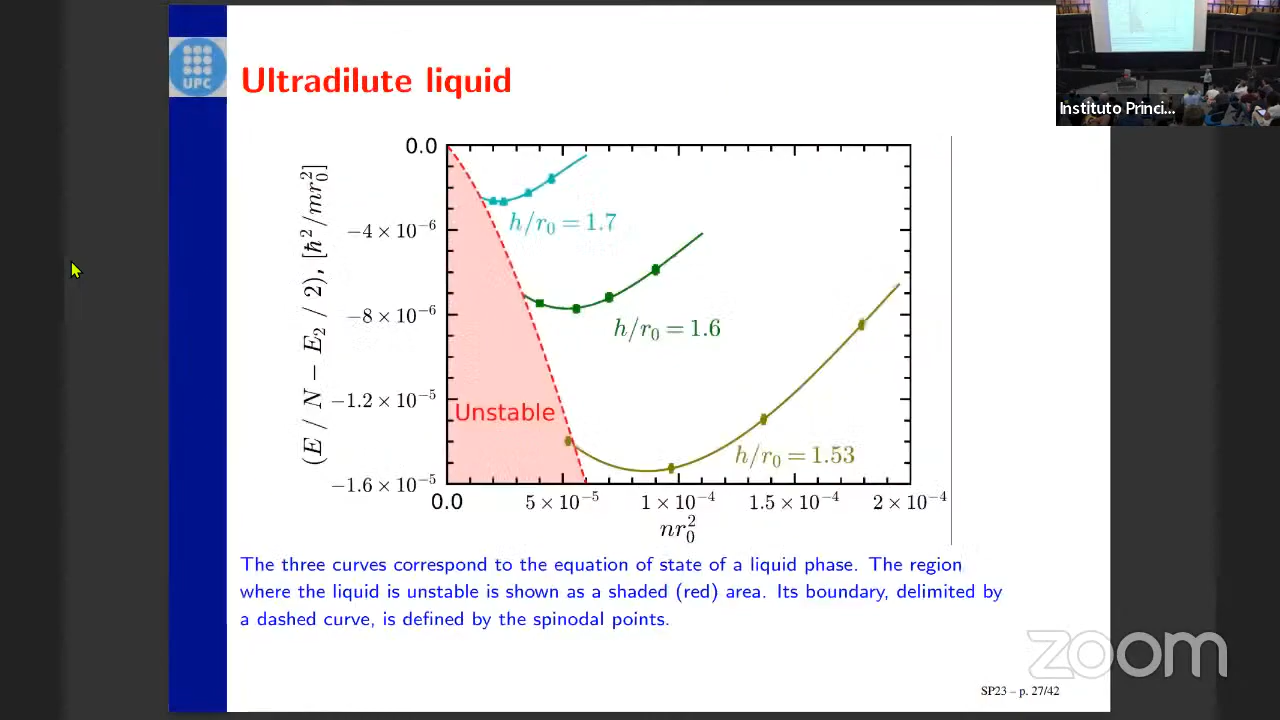 UPC
Ultradilute liquid
Instituto Princi...
(E / N − E₂ / 2), [ħ²/mr₀²]
0.0
−4 × 10⁻⁶
−8 × 10⁻⁶
−1.2 × 10⁻⁵
−1.6 × 10⁻⁵
h/r₀ = 1.7
h/r₀ = 1.6
Unstable
h/r₀ = 1.53
0.0
5 × 10⁻⁵
1 × 10⁻⁴
1.5 × 10⁻⁴
2 × 10⁻⁴
nr₀²
The three curves correspond to the equation of state of a liquid phase. The region
where the liquid is unstable is shown as a shaded (red) area. Its boundary, delimited by
a dashed curve, is defined by the spinodal points.
zoom
SP23 – p. 27/42